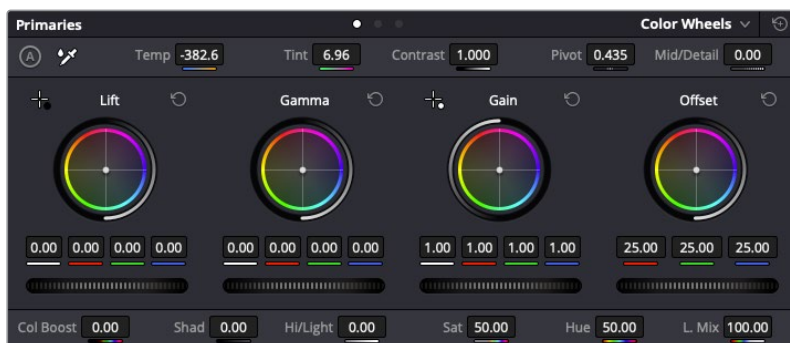 Primaries Color Wheels
A Temp -382.6 Tint 6.96 Contrast 1.000 Pivot 0.435 Mid/Detail 0.00
Lift Gamma Gain Offset
0.00 0.00 0.00 0.00 0.00 0.00 0.00 0.00 1.00 1.00 1.00 1.00 25.00 25.00 25.00
Col Boost 0.00 Shad 0.00 Hi/Light 0.00 Sat 50.00 Hue 50.00 L. Mix 100.00